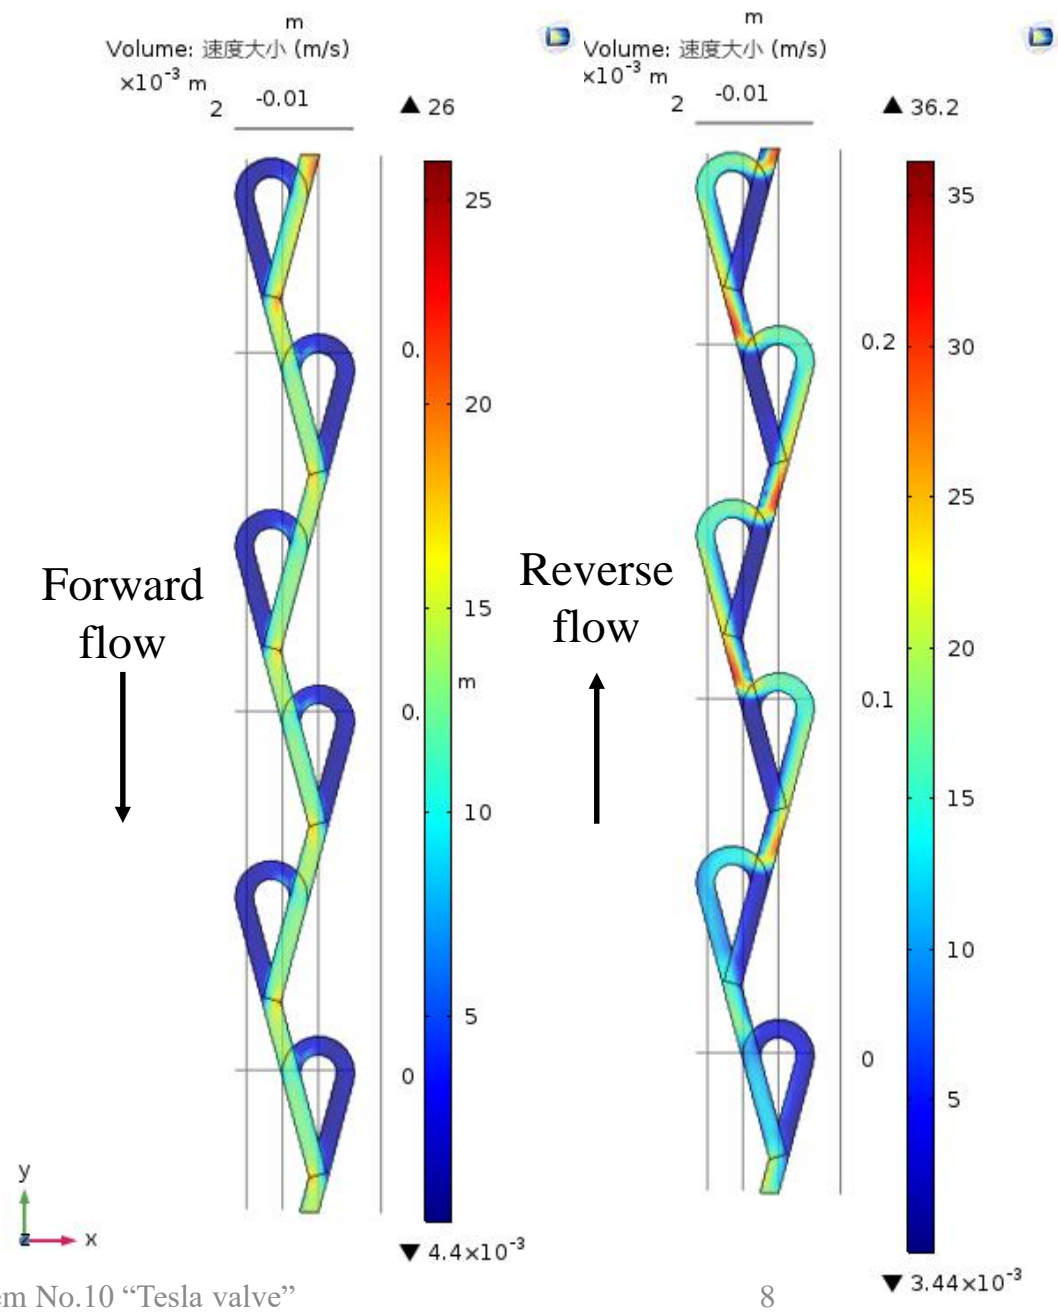 m
Volume: 速度大小 (m/s)
×10⁻³ m
2
-0.01
▲ 26
25
20
15
10
5
0.
m
0.
0
▼ 4.4×10⁻³
Forward
flow
y
z
x
m
Volume: 速度大小 (m/s)
×10⁻³ m
2
-0.01
▲ 36.2
35
30
25
20
15
10
5
0.2
0.1
0
▼ 3.44×10⁻³
Reverse
flow
em No.10 “Tesla valve”
8